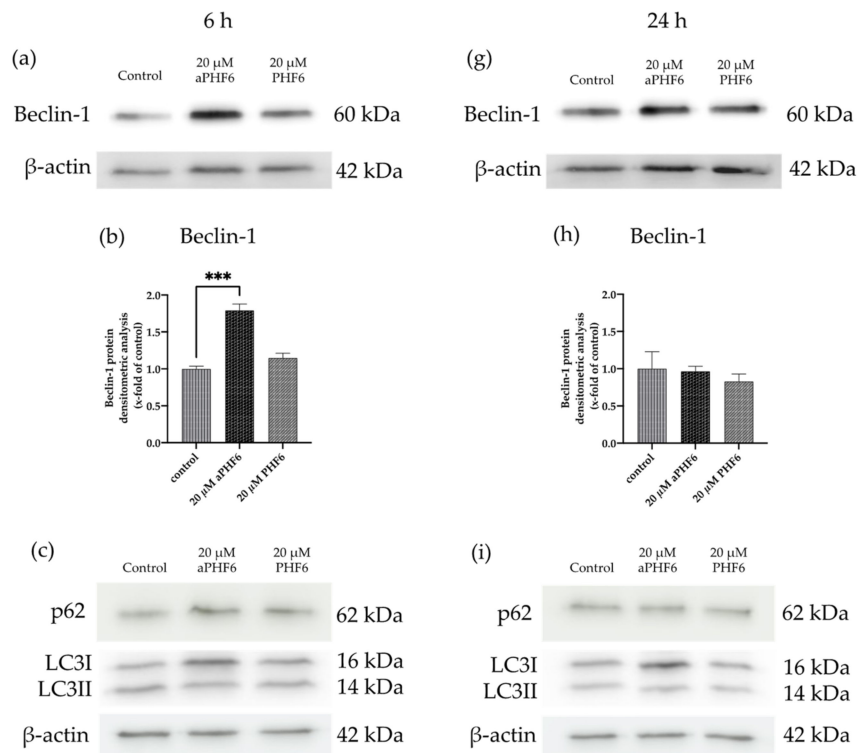 6 h
(a)
Control
20 μM
aPHF6
20 μM
PHF6
Beclin-1
60 kDa
β-actin
42 kDa
(b)
Beclin-1
***
Beclin-1 protein
densitometric analysis
(x-fold of control)
2.0
1.5
1.0
0.5
0.0
control
20 μM aPHF6
20 μM PHF6
(c)
Control
20 μM
aPHF6
20 μM
PHF6
p62
62 kDa
LC3I
16 kDa
LC3II
14 kDa
β-actin
42 kDa
24 h
(g)
Control
20 μM
aPHF6
20 μM
PHF6
Beclin-1
60 kDa
β-actin
42 kDa
(h)
Beclin-1
Beclin-1 protein
densitometric analysis
(x-fold of control)
2.0
1.5
1.0
0.5
0.0
control
20 μM aPHF6
20 μM PHF6
(i)
Control
20 μM
aPHF6
20 μM
PHF6
p62
62 kDa
LC3I
16 kDa
LC3II
14 kDa
β-actin
42 kDa